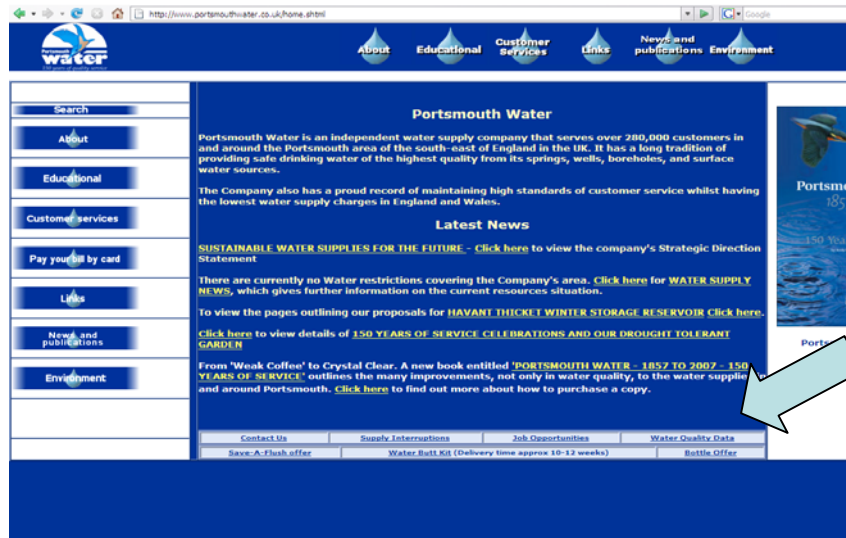 http://www.portsmouthwater.co.uk/home.shtml
Google
Portsmouth
water
150 years of quality service
About
Educational
Customer
Services
Links
News and
publications
Environment
Search
About
Educational
Customer services
Pay your bill by card
Links
News and
publications
Environment
Portsmouth Water
Portsmouth Water is an independent water supply company that serves over 280,000 customers in
and around the Portsmouth area of the south-east of England in the UK. It has a long tradition of
providing safe drinking water of the highest quality from its springs, wells, boreholes, and surface
water sources.
The Company also has a proud record of maintaining high standards of customer service whilst having
the lowest water supply charges in England and Wales.
Latest News
SUSTAINABLE WATER SUPPLIES FOR THE FUTURE - Click here to view the company's Strategic Direction
Statement
There are currently no Water restrictions covering the Company's area. Click here for WATER SUPPLY
NEWS, which gives further information on the current resources situation.
To view the pages outlining our proposals for HAVANT THICKET WINTER STORAGE RESERVOIR Click here.
Click here to view details of 150 YEARS OF SERVICE CELEBRATIONS AND OUR DROUGHT TOLERANT
GARDEN
From 'Weak Coffee' to Crystal Clear. A new book entitled 'PORTSMOUTH WATER - 1857 TO 2007 - 150
YEARS OF SERVICE' outlines the many improvements, not only in water quality, to the water supplies in
and around Portsmouth. Click here to find out more about how to purchase a copy.
Contact Us
Supply Interruptions
Job Opportunities
Water Quality Data
Save-A-Flush offer
Water Butt Kit (Delivery time approx 10-12 weeks)
Bottle Offer
Portsm
185
150 Yea
Ports